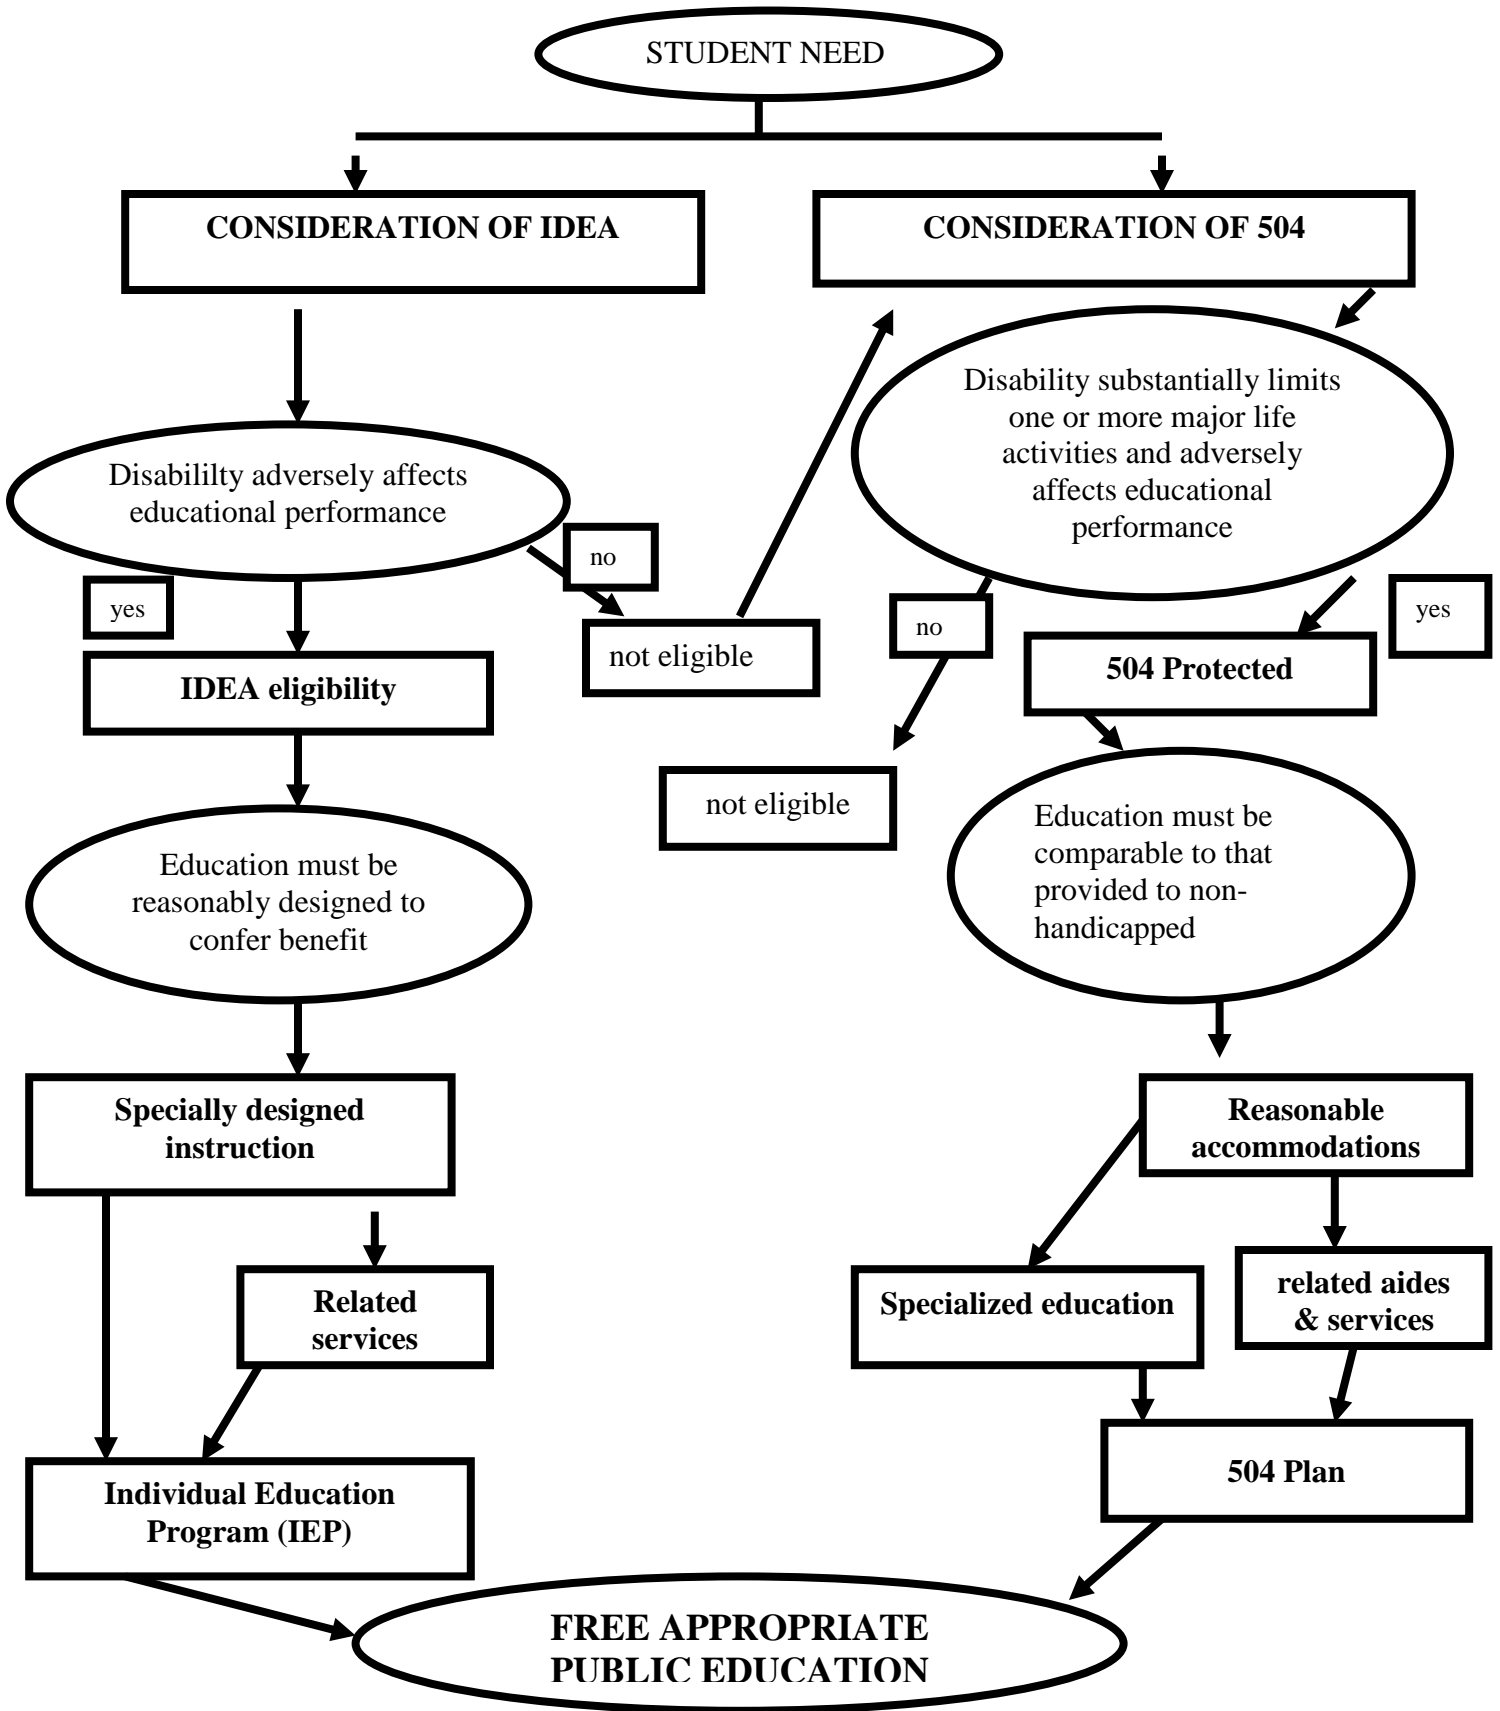 STUDENT NEED
CONSIDERATION OF IDEA
CONSIDERATION OF 504
Disability substantially limits
one or more major life
activities and adversely
affects educational
performance
Disabililty adversely affects
educational performance
no
yes
no
yes
not eligible
504 Protected
IDEA eligibility
not eligible
Education must be
comparable to that
provided to non-
handicapped
Education must be
reasonably designed to
confer benefit
Specially designed
instruction
Reasonable
accommodations
Related
services
Specialized education
related aides
& services
504 Plan
Individual Education
Program (IEP)
FREE APPROPRIATE
PUBLIC EDUCATION